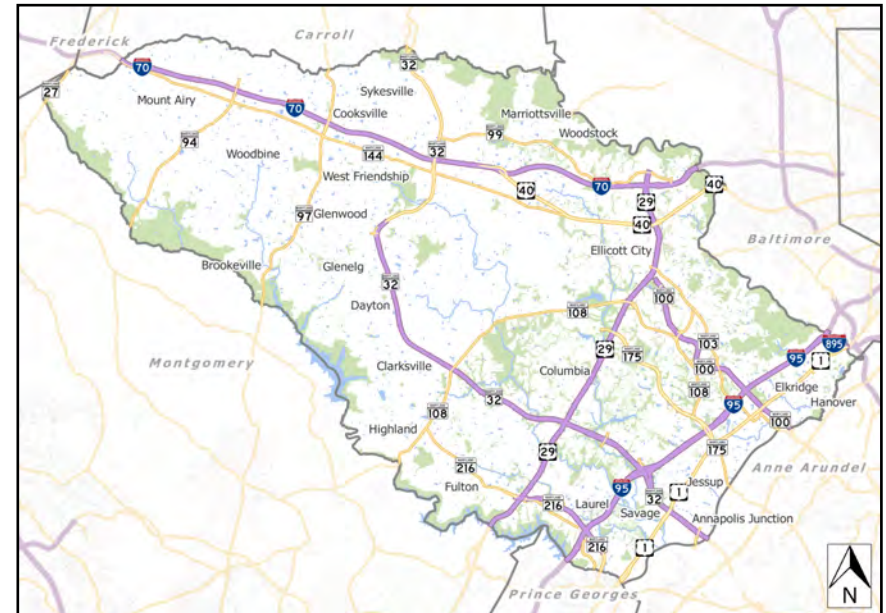 Carroll
Frederick
32
70
27
Mount Airy
Sykesville
70
Cooksville
Marriottsville
99
Woodstock
94
32
Woodbine
144
West Friendship
70
40
40
29
97
Glenwood
40
Baltimore
Ellicott City
Brookeville
Glenelg
32
100
Dayton
108
103
895
29
175
95
1
Montgomery
Clarksville
Columbia
100
Elkridge
108
32
95
Hanover
108
100
Highland
29
175
216
Anne Arundel
Fulton
95
Jessup
1
Laurel
32
216
Savage
Annapolis Junction
216
1
Prince Georges
N